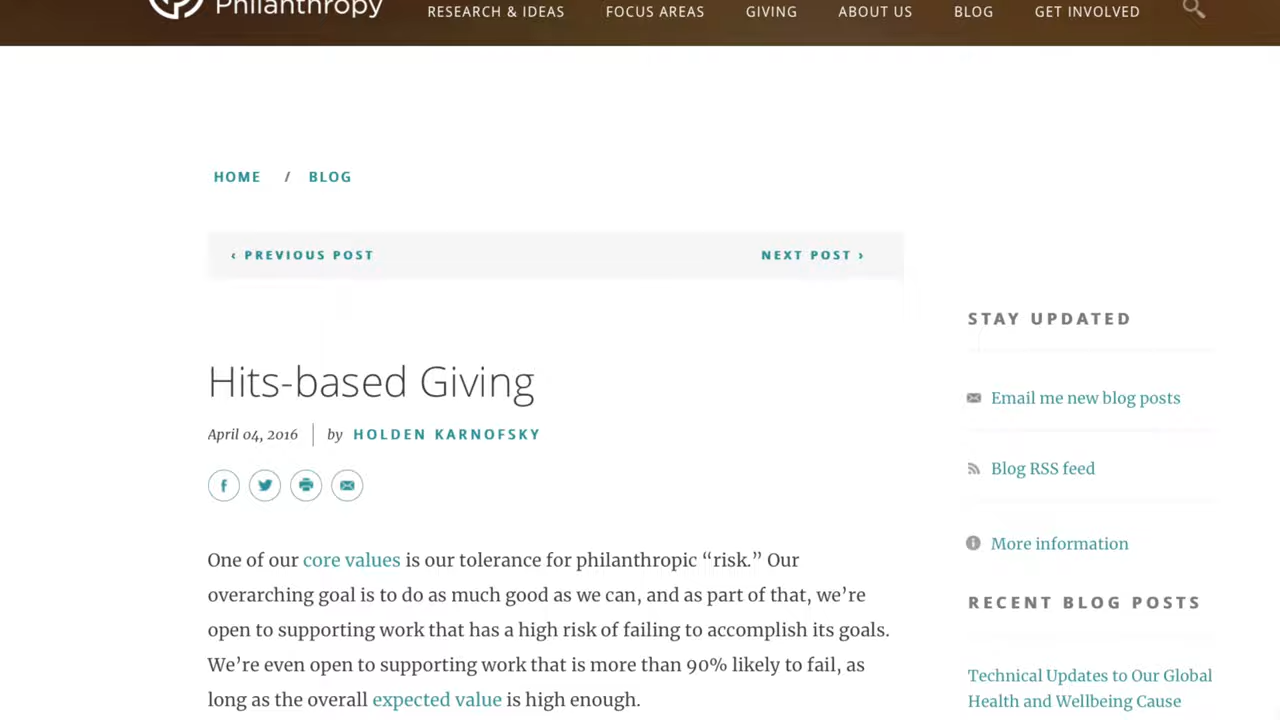 Philanthropy
RESEARCH & IDEAS FOCUS AREAS GIVING ABOUT US BLOG GET INVOLVED
HOME / BLOG
‹ PREVIOUS POST NEXT POST ›
Hits-based Giving
April 04, 2016 by HOLDEN KARNOFSKY
One of our core values is our tolerance for philanthropic “risk.” Our
overarching goal is to do as much good as we can, and as part of that, we’re
open to supporting work that has a high risk of failing to accomplish its goals.
We’re even open to supporting work that is more than 90% likely to fail, as
long as the overall expected value is high enough.
STAY UPDATED
Email me new blog posts
Blog RSS feed
More information
RECENT BLOG POSTS
Technical Updates to Our Global
Health and Wellbeing Cause